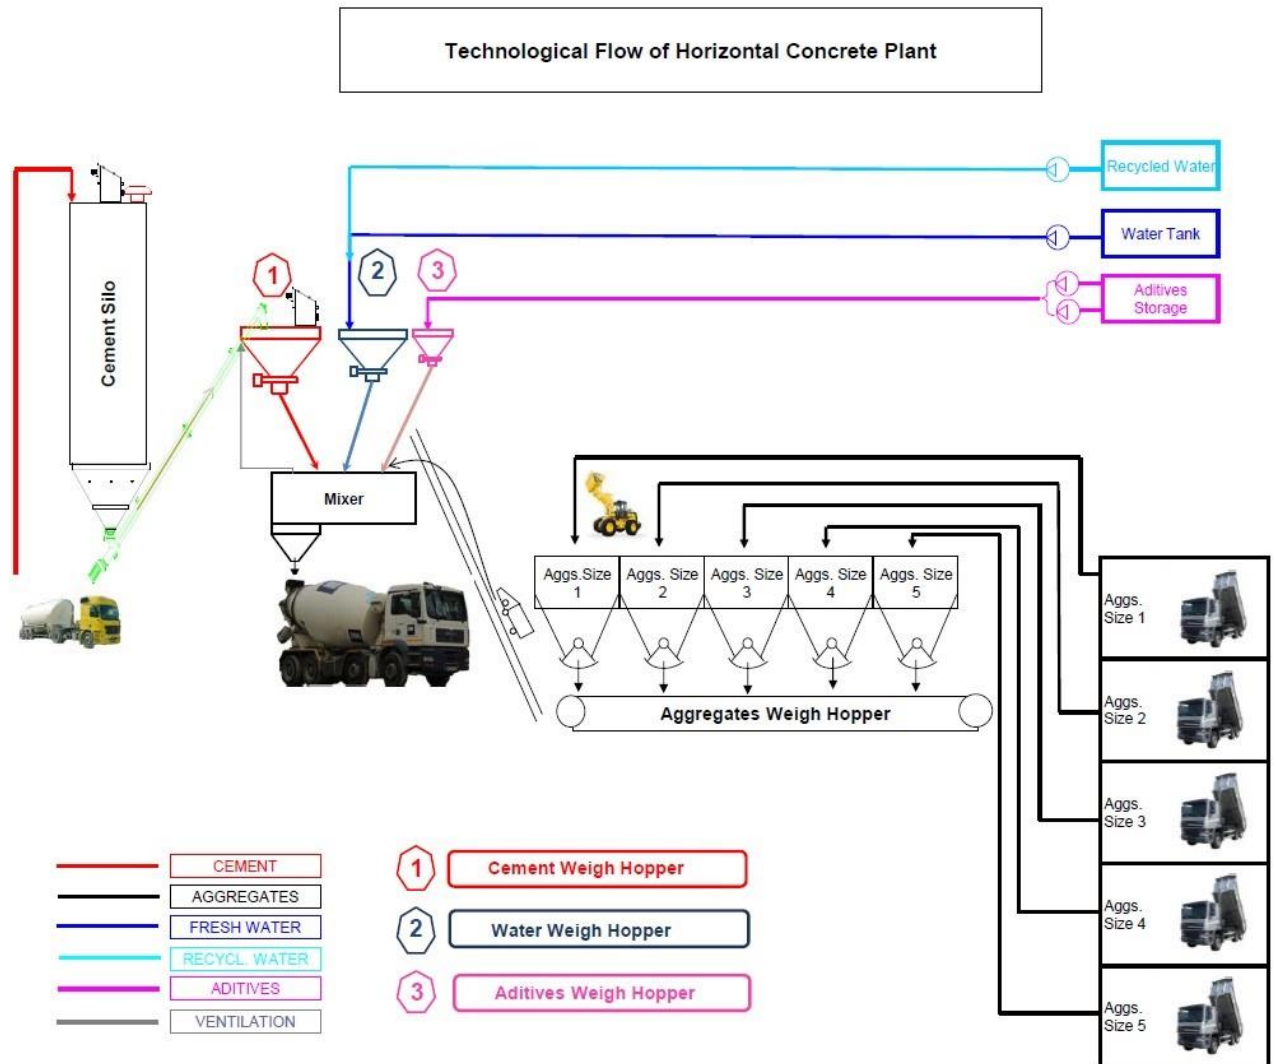 Technological Flow of Horizontal Concrete Plant
Recycled Water
Water Tank
Aditives
Storage
1
2
3
Cement Silo
Mixer
Aggs.Size
1
Aggs. Size
2
Aggs. Size
3
Aggs. Size
4
Aggs. Size
5
Aggregates Weigh Hopper
Aggs.
Size 1
Aggs.
Size 2
Aggs.
Size 3
Aggs.
Size 4
Aggs.
Size 5
CEMENT
AGGREGATES
FRESH WATER
RECYCL. WATER
ADITIVES
VENTILATION
1 Cement Weigh Hopper
2 Water Weigh Hopper
3 Aditives Weigh Hopper